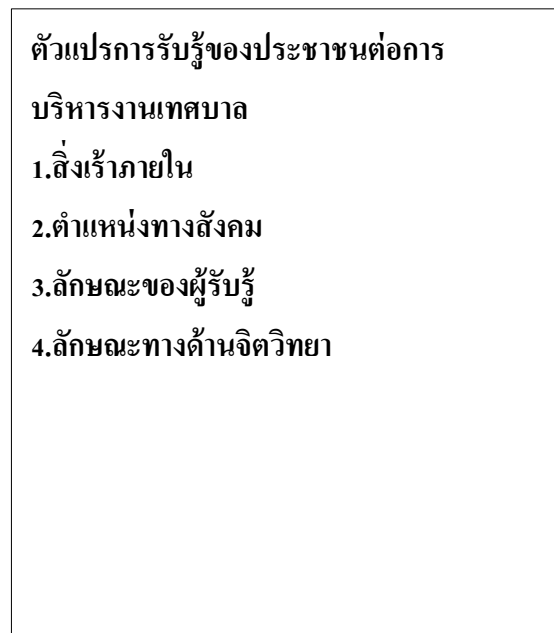 ตัวแปรการรับรู้ของประชาชนต่อการ
บริหารงานเทศบาล
1.สิ่งเร้าภายใน
2.ตำแหน่งทางสังคม
3.ลักษณะของผู้รับรู้
4.ลักษณะทางด้านจิตวิทยา